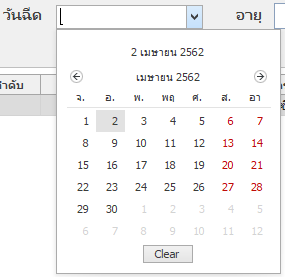 วันฉีด อายุ
2 เมษายน 2562
ลำดับ เมษายน 2562
จ. อ. พ. พฤ ศ. ส. อา
1 2 3 4 5 6 7
8 9 10 11 12 13 14
15 16 17 18 19 20 21
22 23 24 25 26 27 28
29 30 1 2 3 4 5
6 7 8 9 10 11 12
Clear